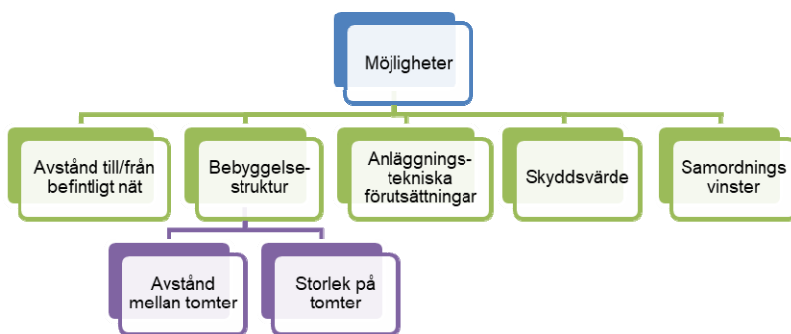 Möjligheter
Avstånd till/från
befintligt nät
Bebyggelse-
struktur
Anläggnings-
tekniska
förutsättningar
Skyddsvärde
Samordnings
vinster
Avstånd
mellan tomter
Storlek på
tomter